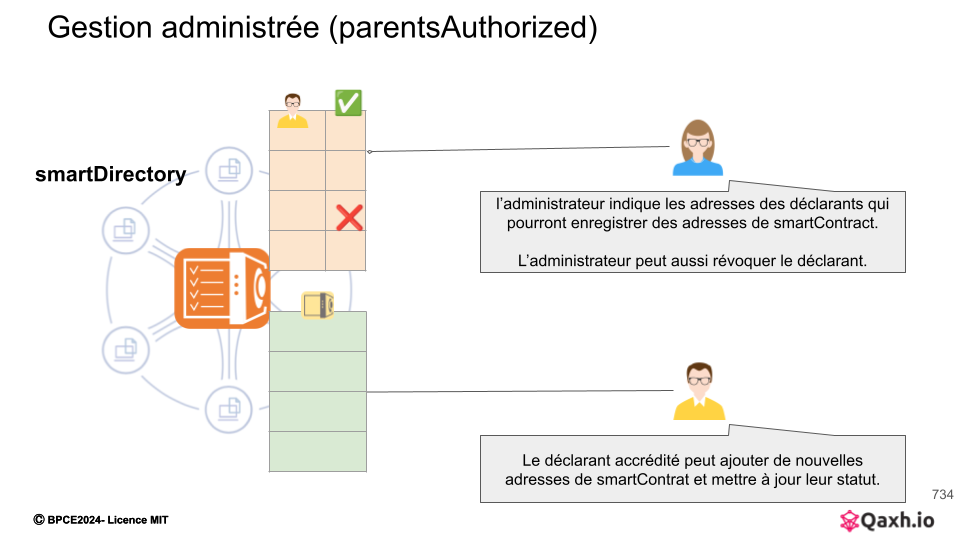 Gestion administrée (parentsAuthorized)
smartDirectory
l’administrateur indique les adresses des déclarants qui
pourront enregistrer des adresses de smartContract.
L’administrateur peut aussi révoquer le déclarant.
Le déclarant accrédité peut ajouter de nouvelles
adresses de smartContrat et mettre à jour leur statut.
734
© BPCE2024- Licence MIT
Qaxh.io